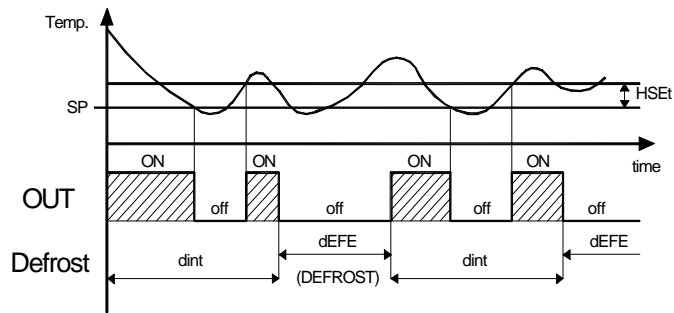 Temp.
HSEt
SP
time
ON ON ON ON
OUT
off off off off
dEFE dEFE
Defrost
dint (DEFROST) dint